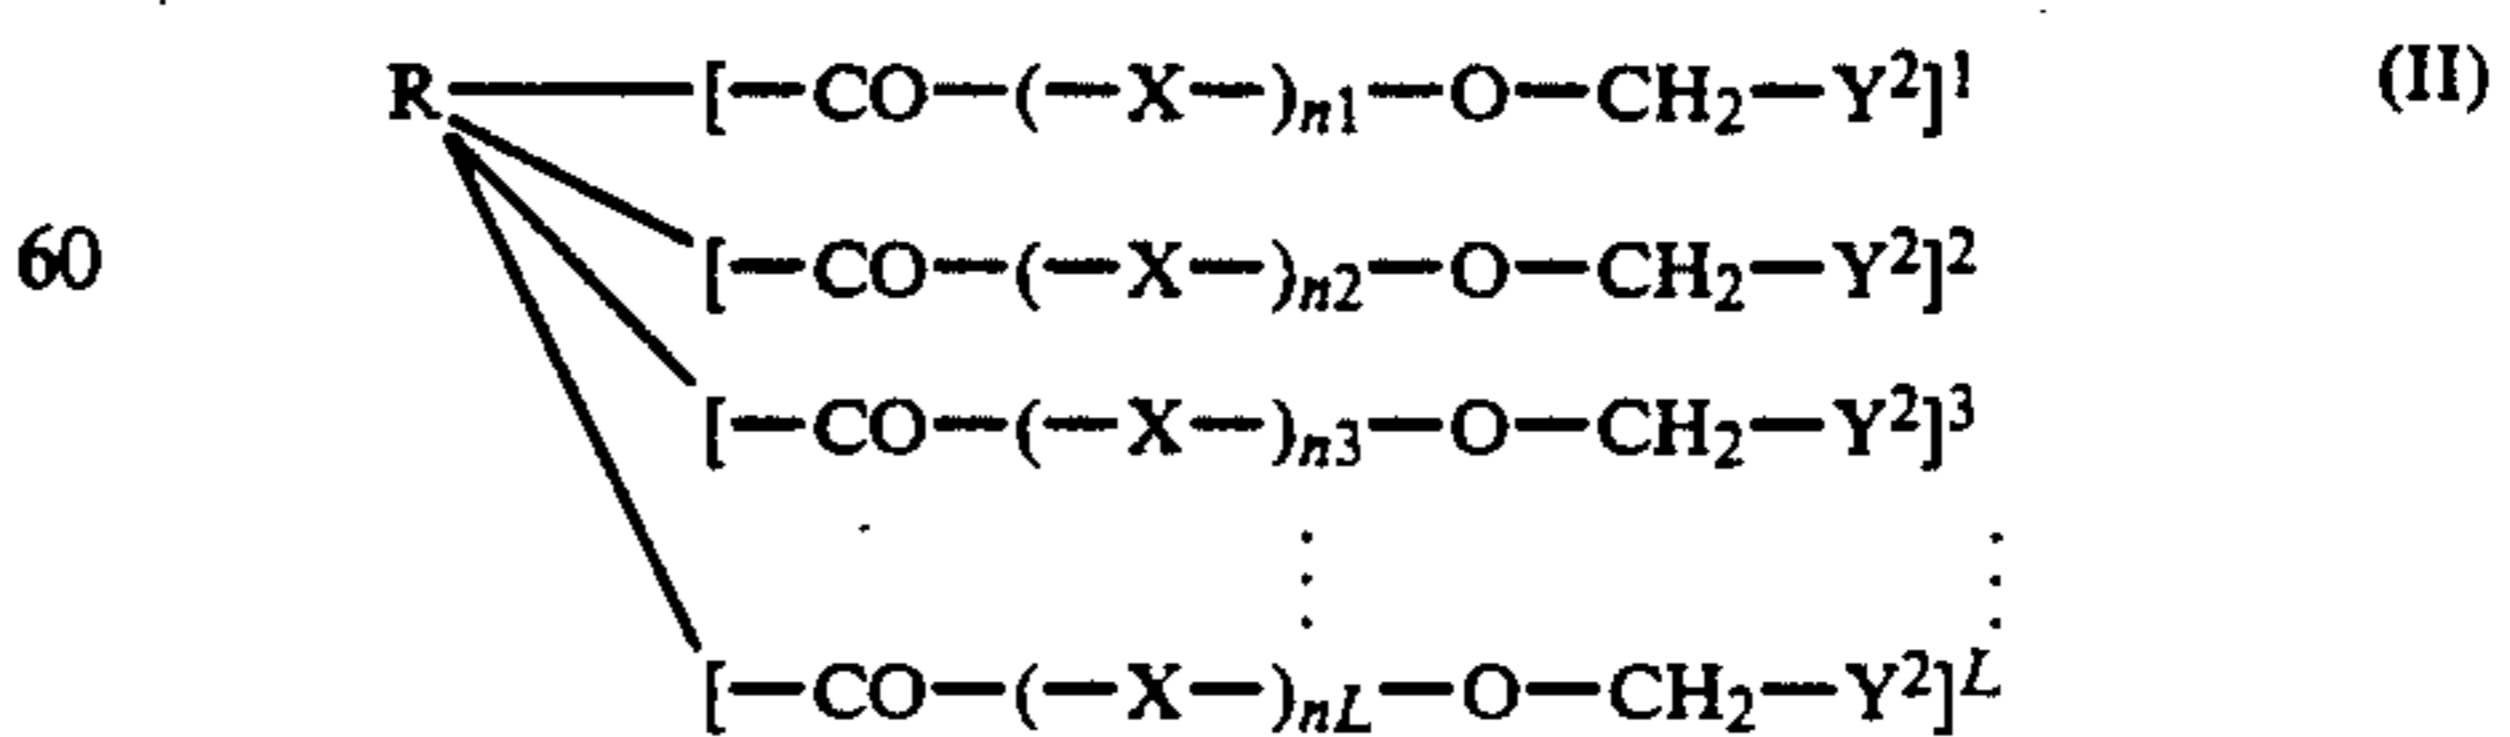 R—[—CO—(—X—)n1—O—CH2—Y2]1 (II)
60 [—CO—(—X—)n2—O—CH2—Y2]2
[—CO—(—X—)n3—O—CH2—Y2]3
[—CO—(—X—)nL—O—CH2—Y2]L